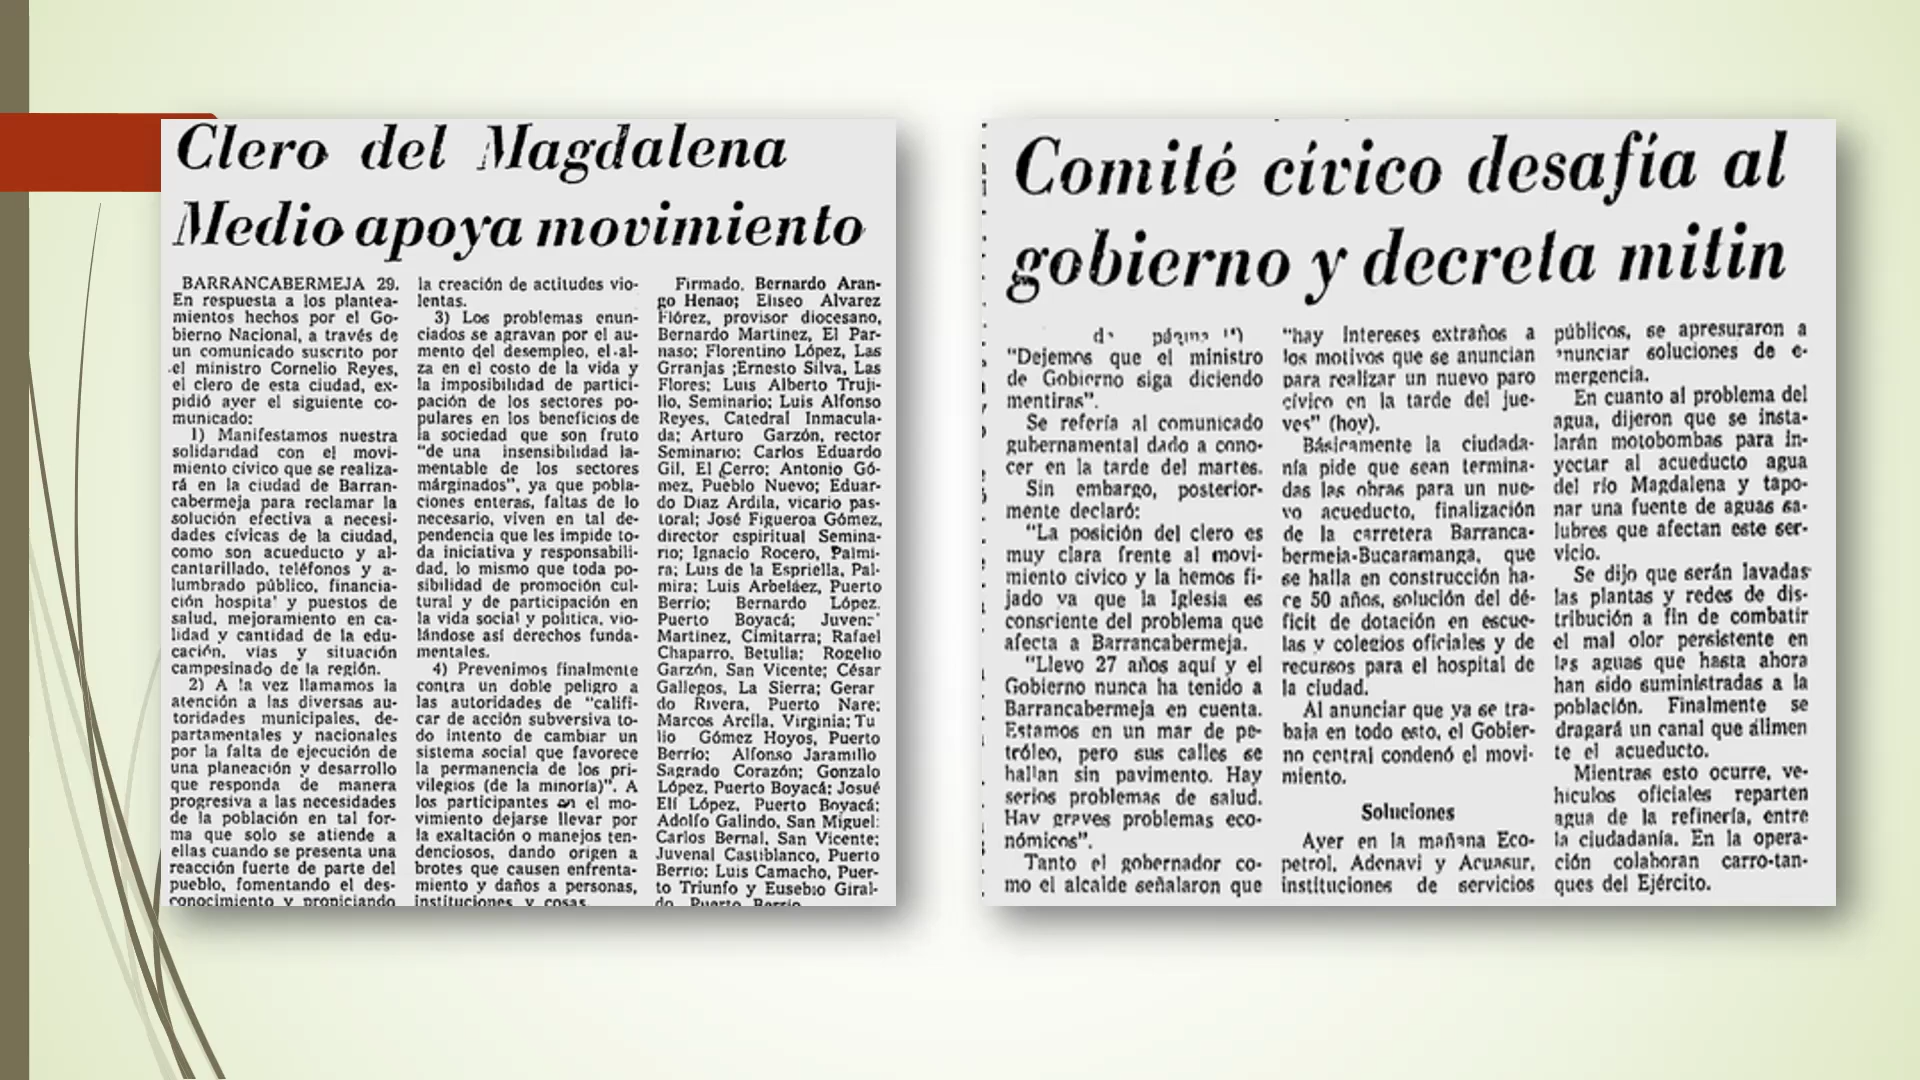 Clero del Magdalena
Medio apoya movimiento
BARRANCABERMEJA 29.
En respuesta a los plantea-
mientos hechos por el Go-
bierno Nacional, a través de
un comunicado suscrito por
el ministro Cornelio Reyes,
el clero de esta ciudad, ex-
pidió ayer el siguiente co-
municado:
1) Manifestamos nuestra
solidaridad con el movi-
miento cívico que se realiza-
rá en la ciudad de Barran-
cabermeja para reclamar la
solución efectiva a necesi-
dades cívicas de la ciudad,
como son acueducto y al-
cantarillado, teléfonos y a-
lumbrado público, financia-
ción hospital y puestos de
salud, mejoramiento en ca-
lidad y cantidad de la edu-
cación, vías y situación
campesinado de la región.
2) A la vez llamamos la
atención a las diversas au-
toridades municipales, de-
partamentales y nacionales
por la falta de ejecución de
una planeación y desarrollo
que responda de manera
progresiva a las necesidades
de la población en tal for-
ma que solo se atiende a
ellas cuando se presenta una
reacción fuerte de parte del
pueblo, fomentando el des-
conocimiento y propiciando
la creación de actitudes vio-
lentas.
3) Los problemas enun-
ciados se agravan por el au-
mento del desempleo, el al-
za en el costo de la vida y
la imposibilidad de partici-
pación de los sectores po-
pulares en los beneficios de
la sociedad que son fruto
"de una insensibilidad la-
mentable de los sectores
márginados", ya que pobla-
ciones enteras, faltas de lo
necesario, viven en tal de-
pendencia que les impide to-
da iniciativa y responsabili-
dad, lo mismo que toda po-
sibilidad de promoción cul-
tural y de participación en
la vida social y política, vio-
lándose así derechos funda-
mentales.
4) Prevenimos finalmente
contra un doble peligro a
las autoridades de "califi-
car de acción subversiva to-
do intento de cambiar un
sistema social que favorece
la permanencia de los pri-
vilegios (de la minoría)". A
los participantes en el mo-
vimiento dejarse llevar por
la exaltación o manejos ten-
denciosos, dando origen a
brotes que causen enfrenta-
miento y daños a personas,
instituciones y cosas.
Firmado, Bernardo Aran-
go Henao; Eliseo Alvarez
Flórez, provisor diocesano,
Bernardo Martinez, El Par-
naso; Florentino López, Las
Grranjas ;Ernesto Silva, Las
Flores; Luis Alberto Truji-
llo, Seminario; Luis Alfonso
Reyes, Catedral Inmacula-
da; Arturo Garzón, rector
Seminario; Carlos Eduardo
Gil, El Cerro; Antonio Gó-
mez, Pueblo Nuevo; Eduar-
do Díaz Ardila, vicario pas-
toral; José Figueroa Gómez,
director espiritual Semina-
rio; Ignacio Rocero, Palmi-
ra; Luis de la Espriella, Pal-
mira; Luis Arbeláez, Puerto
Berrío; Bernardo López.
Puerto Boyacá; Juven:
Martínez, Cimitarra; Rafael
Chaparro, Betulia; Rogelio
Garzón, San Vicente; César
Gallegos, La Sierra; Gerar
do Rivera, Puerto Nare;
Marcos Arcila, Virginia; Tu
lio Gómez Hoyos, Puerto
Berrío; Alfonso Jaramillo
Sagrado Corazón; Gonzalo
López, Puerto Boyacá; Josué
Elí López, Puerto Boyacá;
Adolfo Galindo, San Miguel;
Carlos Bernal, San Vicente;
Juvenal Castiblanco, Puerto
Berrío; Luis Camacho, Puer-
to Triunfo y Eusebio Giral-
do, Puerto Berrío.
Comité cívico desafía al
gobierno y decreta mitin
página
"Dejemos que el ministro
de Gobierno siga diciendo
mentiras".
Se refería al comunicado
gubernamental dado a cono-
cer en la tarde del martes.
Sin embargo, posterior-
mente declaró:
"La posición del clero es
muy clara frente al movi-
miento cívico y la hemos fi-
jado ya que la Iglesia es
consciente del problema que
afecta a Barrancabermeja.
"Llevo 27 años aquí y el
Gobierno nunca ha tenido a
Barrancabermeja en cuenta.
Estamos en un mar de pe-
tróleo, pero sus calles se
hallan sin pavimento. Hay
serios problemas de salud.
Hay graves problemas eco-
nómicos".
Tanto el gobernador co-
mo el alcalde señalaron que
"hay intereses extraños a
los motivos que se anuncian
para realizar un nuevo paro
cívico en la tarde del jue-
ves" (hoy).
Básicamente la ciudada-
nía pide que sean termina-
das las obras para un nue-
vo acueducto, finalización
de la carretera Barranca-
bermeja-Bucaramanga, que
se halla en construcción ha-
ce 50 años, solución del dé-
ficit de dotación en escue-
las y colegios oficiales y de
recursos para el hospital de
la ciudad.
Al anunciar que ya se tra-
baja en todo esto, el Gobier-
no central condenó el movi-
miento.
Soluciones
Ayer en la mañana Eco-
petrol, Adenavi y Acuasur,
instituciones de servicios
públicos, se apresuraron a
anunciar soluciones de e-
mergencia.
En cuanto al problema del
agua, dijeron que se insta-
larán motobombas para in-
yectar al acueducto agua
del río Magdalena y tapo-
nar una fuente de aguas sa-
lubres que afectan este ser-
vicio.
Se dijo que serán lavadas
las plantas y redes de dis-
tribución a fin de combatir
el mal olor persistente en
las aguas que hasta ahora
han sido suministradas a la
población. Finalmente se
dragará un canal que alimen
te el acueducto.
Mientras esto ocurre, ve-
hículos oficiales reparten
agua de la refinería, entre
la ciudadanía. En la opera-
ción colaboran carro-tan-
ques del Ejército.